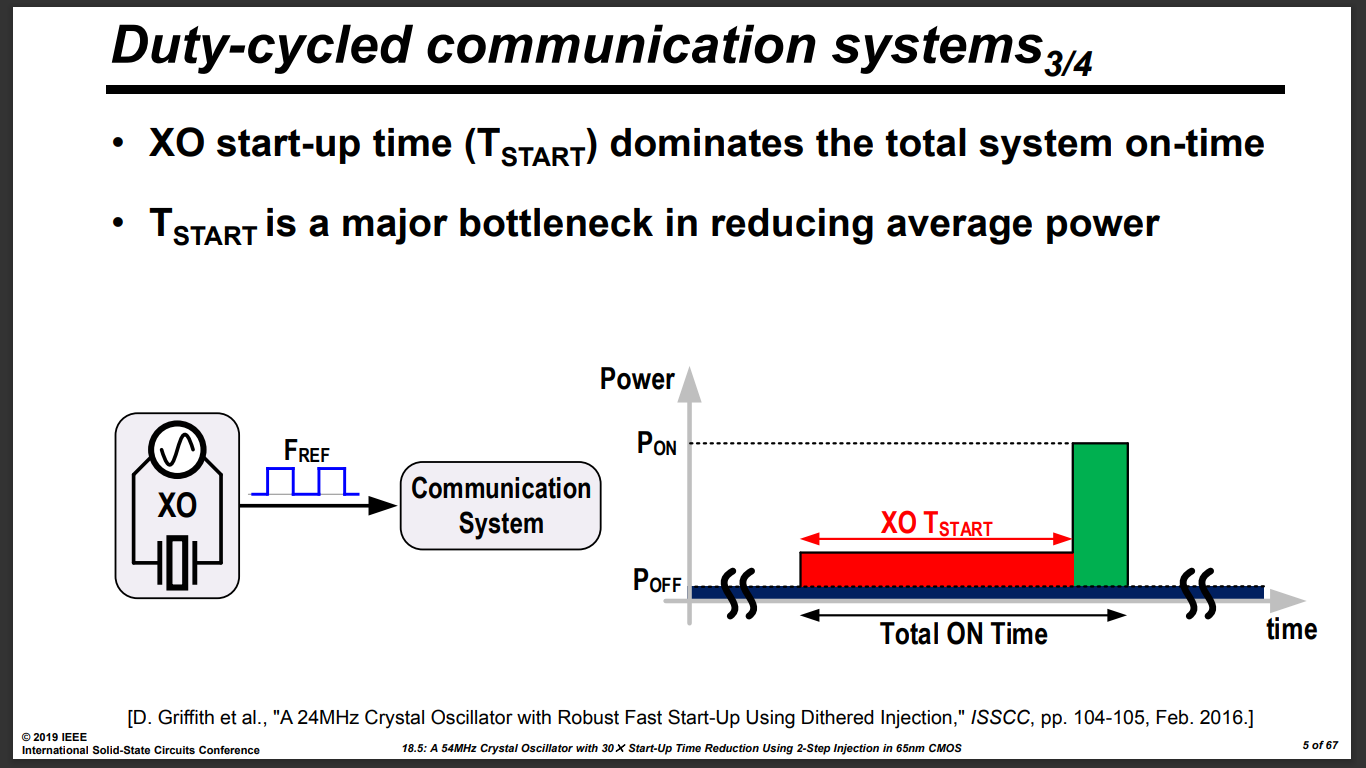 Duty-cycled communication systems3/4
• XO start-up time (TSTART) dominates the total system on-time
• TSTART is a major bottleneck in reducing average power
Power
PON
FREF
XO
Communication
System
XO TSTART
POFF
Total ON Time
time
[D. Griffith et al., "A 24MHz Crystal Oscillator with Robust Fast Start-Up Using Dithered Injection," ISSCC, pp. 104-105, Feb. 2016.]
© 2019 IEEE
International Solid-State Circuits Conference
18.5: A 54MHz Crystal Oscillator with 30✕ Start-Up Time Reduction Using 2-Step Injection in 65nm CMOS
5 of 67